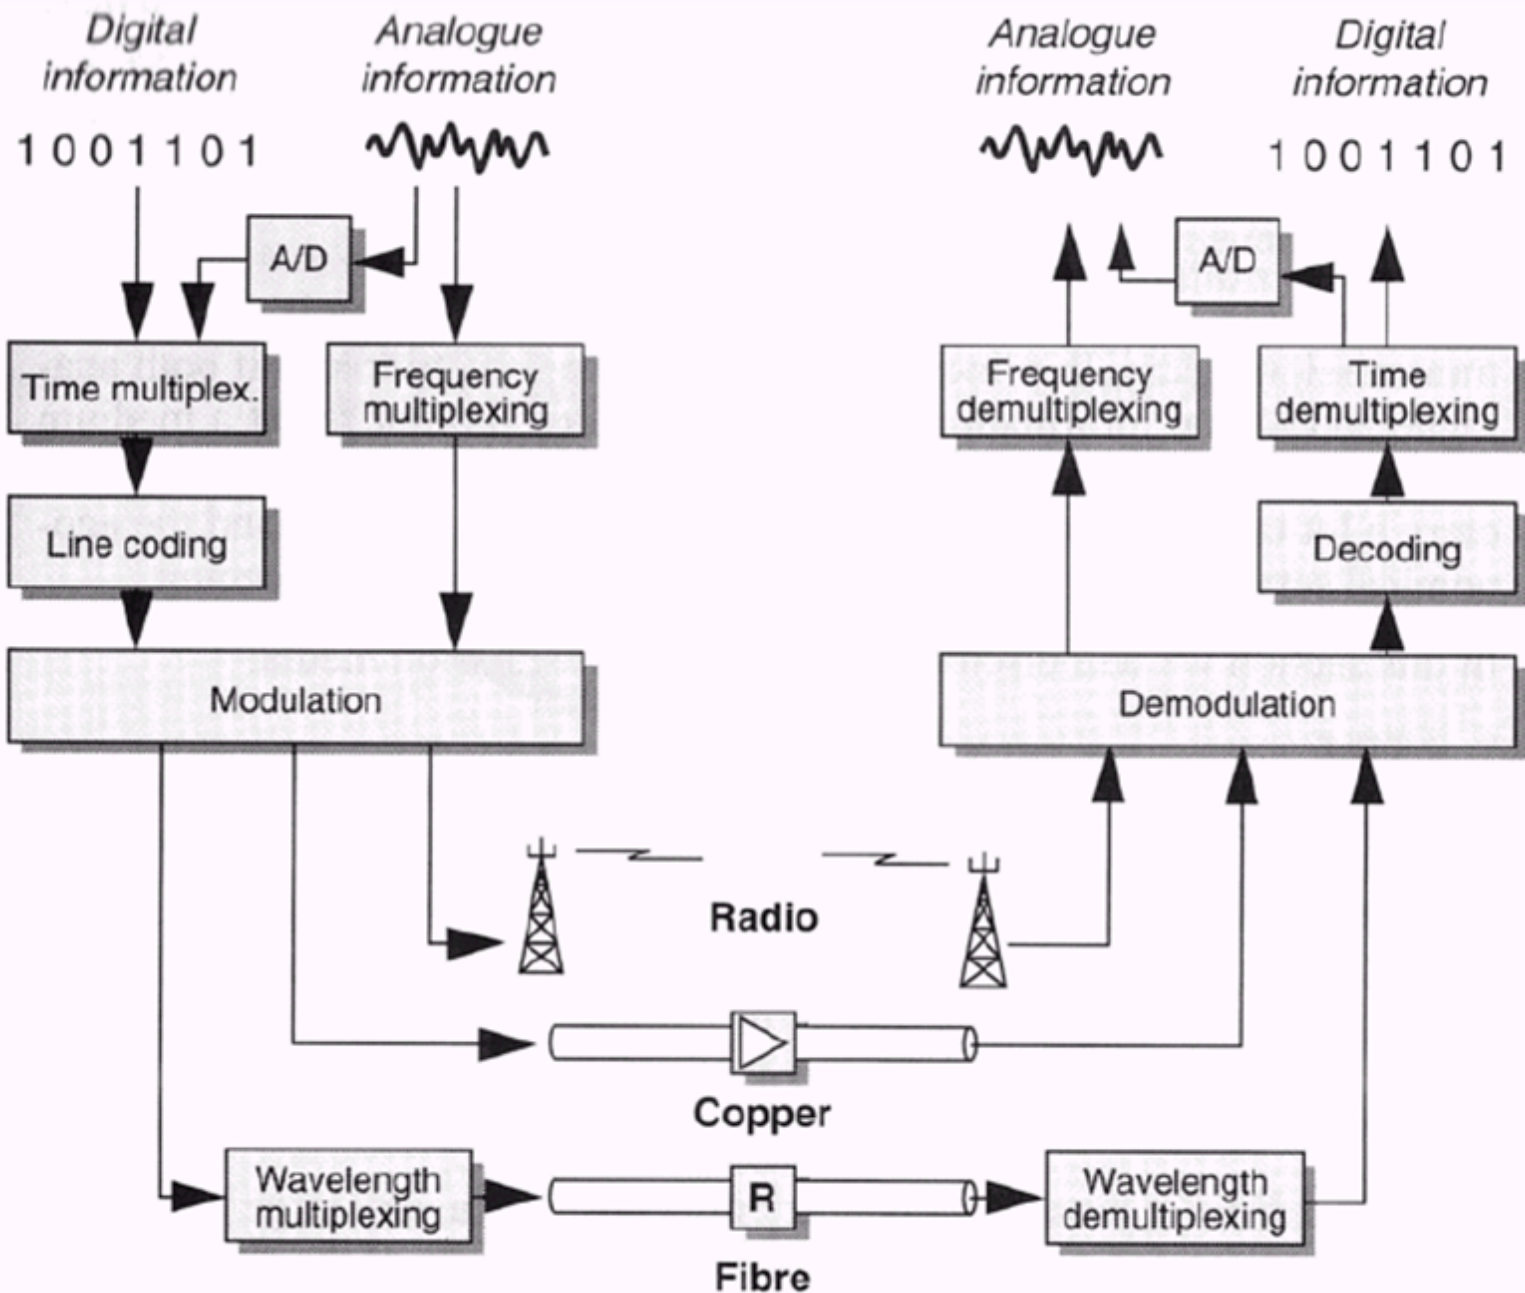 Digital
information
Analogue
information
Analogue
information
Digital
information
1 0 0 1 1 0 1
1 0 0 1 1 0 1
A/D
A/D
Time multiplex.
Frequency
multiplexing
Frequency
demultiplexing
Time
demultiplexing
Line coding
Decoding
Modulation
Demodulation
Radio
Copper
Wavelength
multiplexing
R
Wavelength
demultiplexing
Fibre